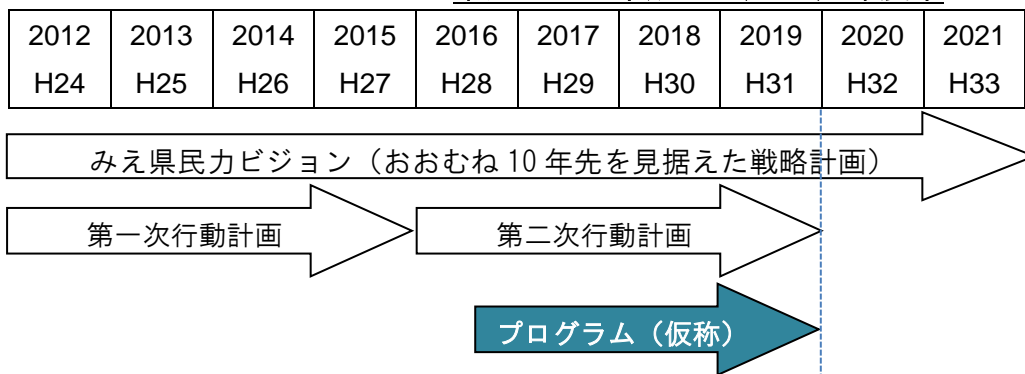 2012 2013 2014 2015 2016 2017 2018 2019 2020 2021
H24 H25 H26 H27 H28 H29 H30 H31 H32 H33
みえ県民力ビジョン（おおむね 10 年先を見据えた戦略計画）
第一次行動計画 第二次行動計画
プログラム（仮称）